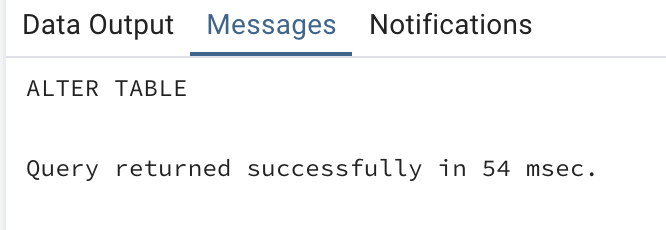 Data Output Messages Notifications
ALTER TABLE
Query returned successfully in 54 msec.